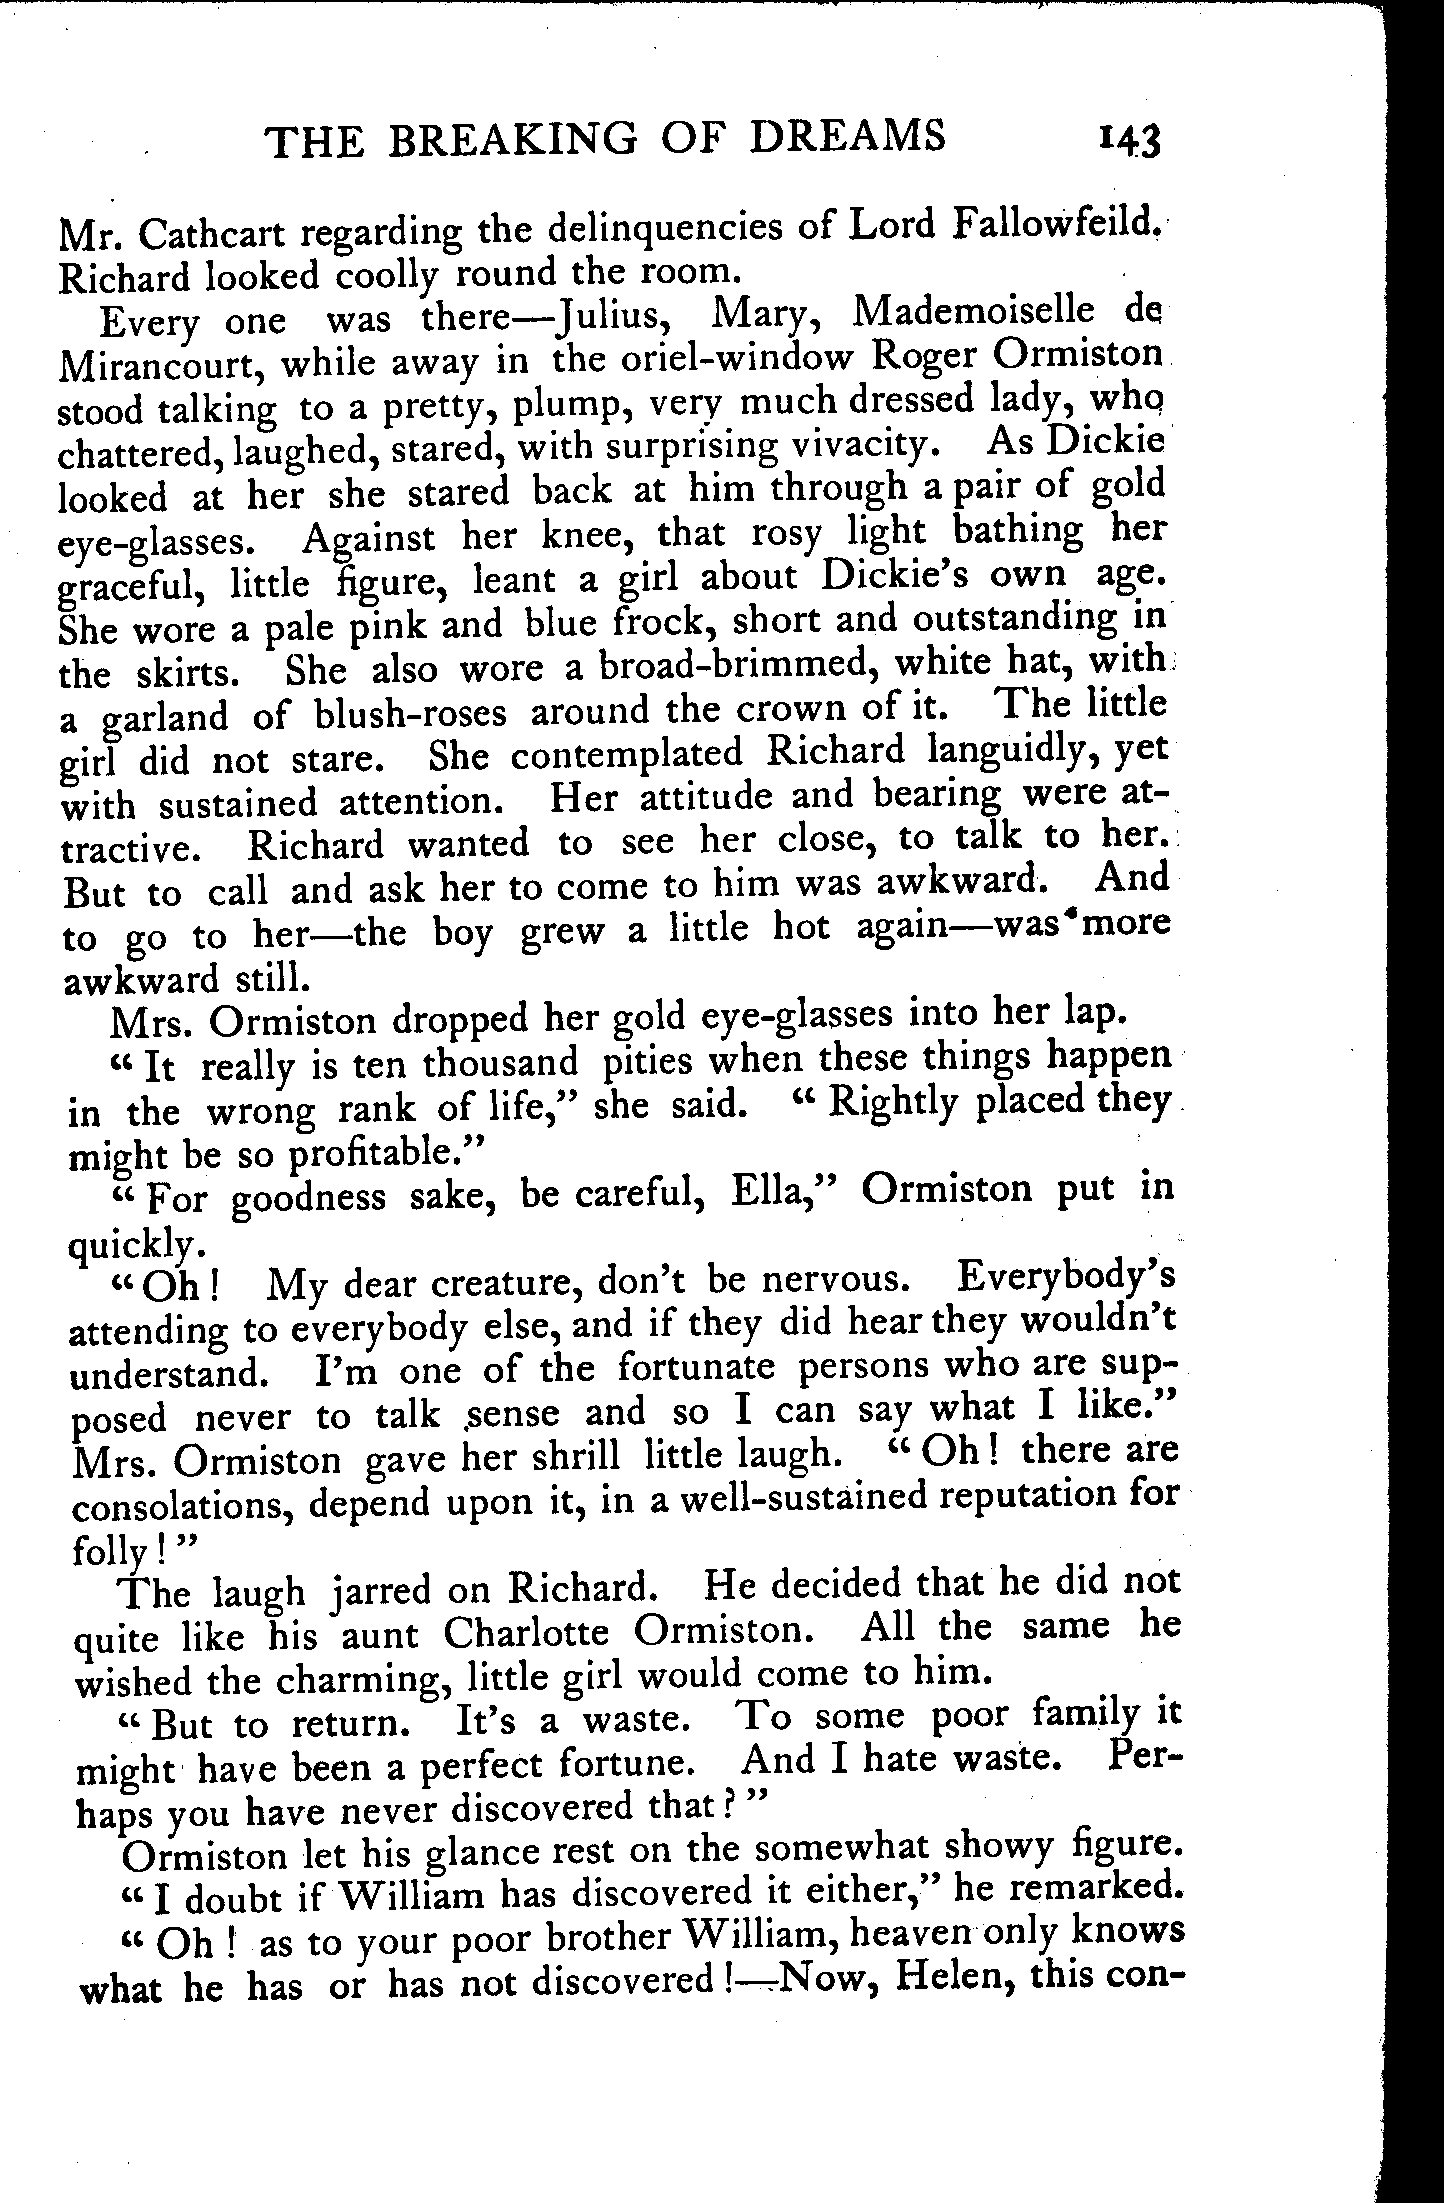 THE BREAKING OF DREAMS 143
Mr. Cathcart regarding the delinquencies of Lord Fallowfeild.
Richard looked coolly round the room.
Every one was there—Julius, Mary, Mademoiselle de
Mirancourt, while away in the oriel-window Roger Ormiston
stood talking to a pretty, plump, very much dressed lady, who
chattered, laughed, stared, with surprising vivacity. As Dickie
looked at her she stared back at him through a pair of gold
eye-glasses. Against her knee, that rosy light bathing her
graceful, little figure, leant a girl about Dickie's own age.
She wore a pale pink and blue frock, short and outstanding in
the skirts. She also wore a broad-brimmed, white hat, with
a garland of blush-roses around the crown of it. The little
girl did not stare. She contemplated Richard languidly, yet
with sustained attention. Her attitude and bearing were at-
tractive. Richard wanted to see her close, to talk to her.
But to call and ask her to come to him was awkward. And
to go to her—the boy grew a little hot again—was more
awkward still.
Mrs. Ormiston dropped her gold eye-glasses into her lap.
"It really is ten thousand pities when these things happen
in the wrong rank of life," she said. "Rightly placed they
might be so profitable."
"For goodness sake, be careful, Ella," Ormiston put in
quickly.
"Oh! My dear creature, don't be nervous. Everybody's
attending to everybody else, and if they did hear they wouldn't
understand. I'm one of the fortunate persons who are sup-
posed never to talk sense and so I can say what I like."
Mrs. Ormiston gave her shrill little laugh. "Oh! there are
consolations, depend upon it, in a well-sustained reputation for
folly!"
The laugh jarred on Richard. He decided that he did not
quite like his aunt Charlotte Ormiston. All the same he
wished the charming, little girl would come to him.
"But to return. It's a waste. To some poor family it
might have been a perfect fortune. And I hate waste. Per-
haps you have never discovered that?"
Ormiston let his glance rest on the somewhat showy figure.
"I doubt if William has discovered it either," he remarked.
"Oh! as to your poor brother William, heaven only knows
what he has or has not discovered!—Now, Helen, this con-